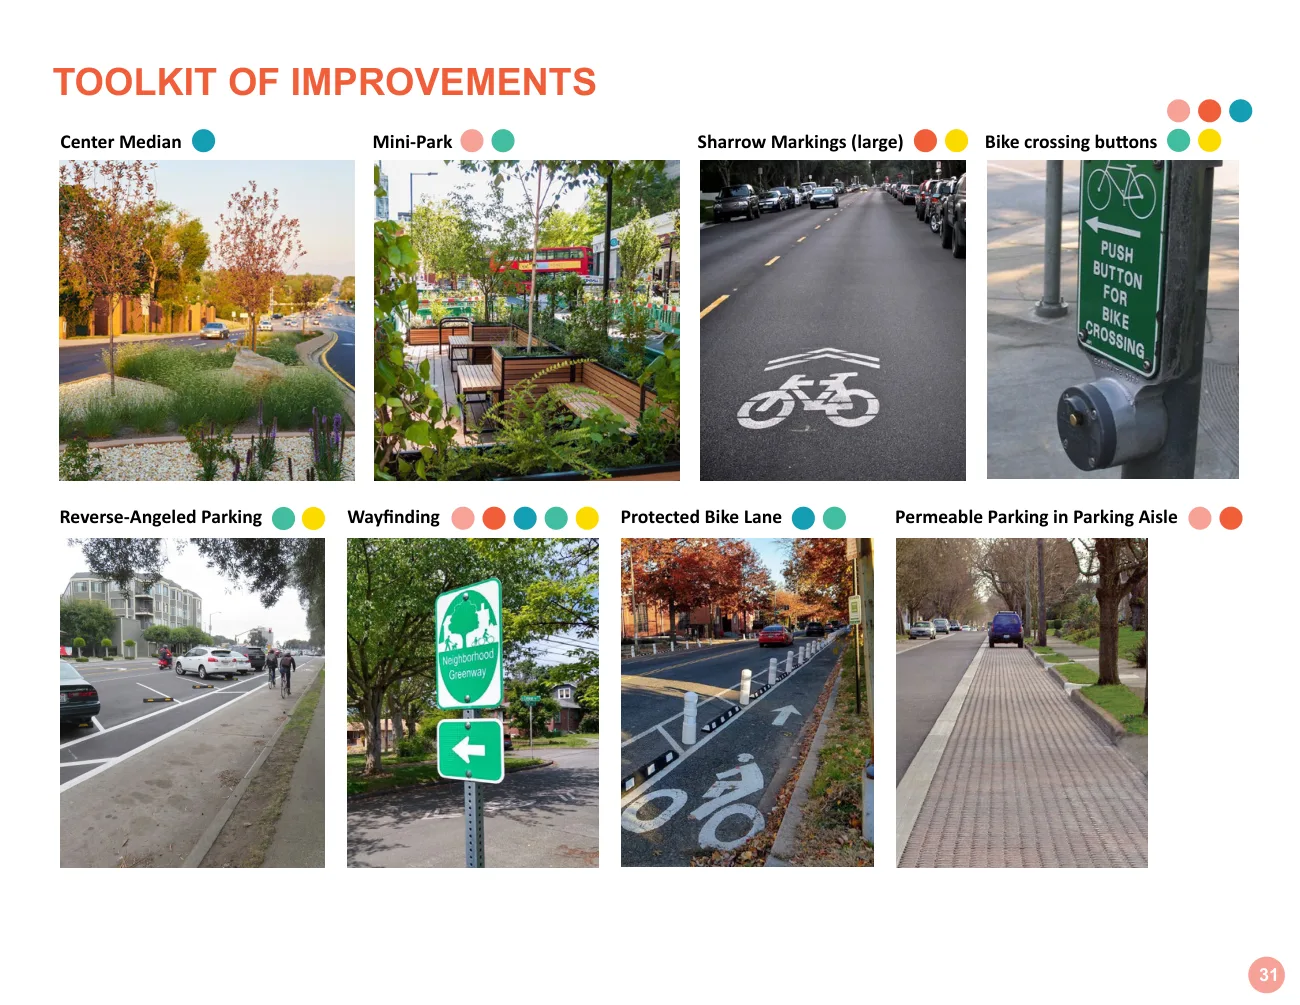 TOOLKIT OF IMPROVEMENTS
Center Median
Mini-Park
Sharrow Markings (large)
Bike crossing buttons
PUSH
BUTTON
FOR
BIKE
CROSSING
Reverse-Angeled Parking
Wayfinding
Protected Bike Lane
Permeable Parking in Parking Aisle
Neighborhood
Greenway
31